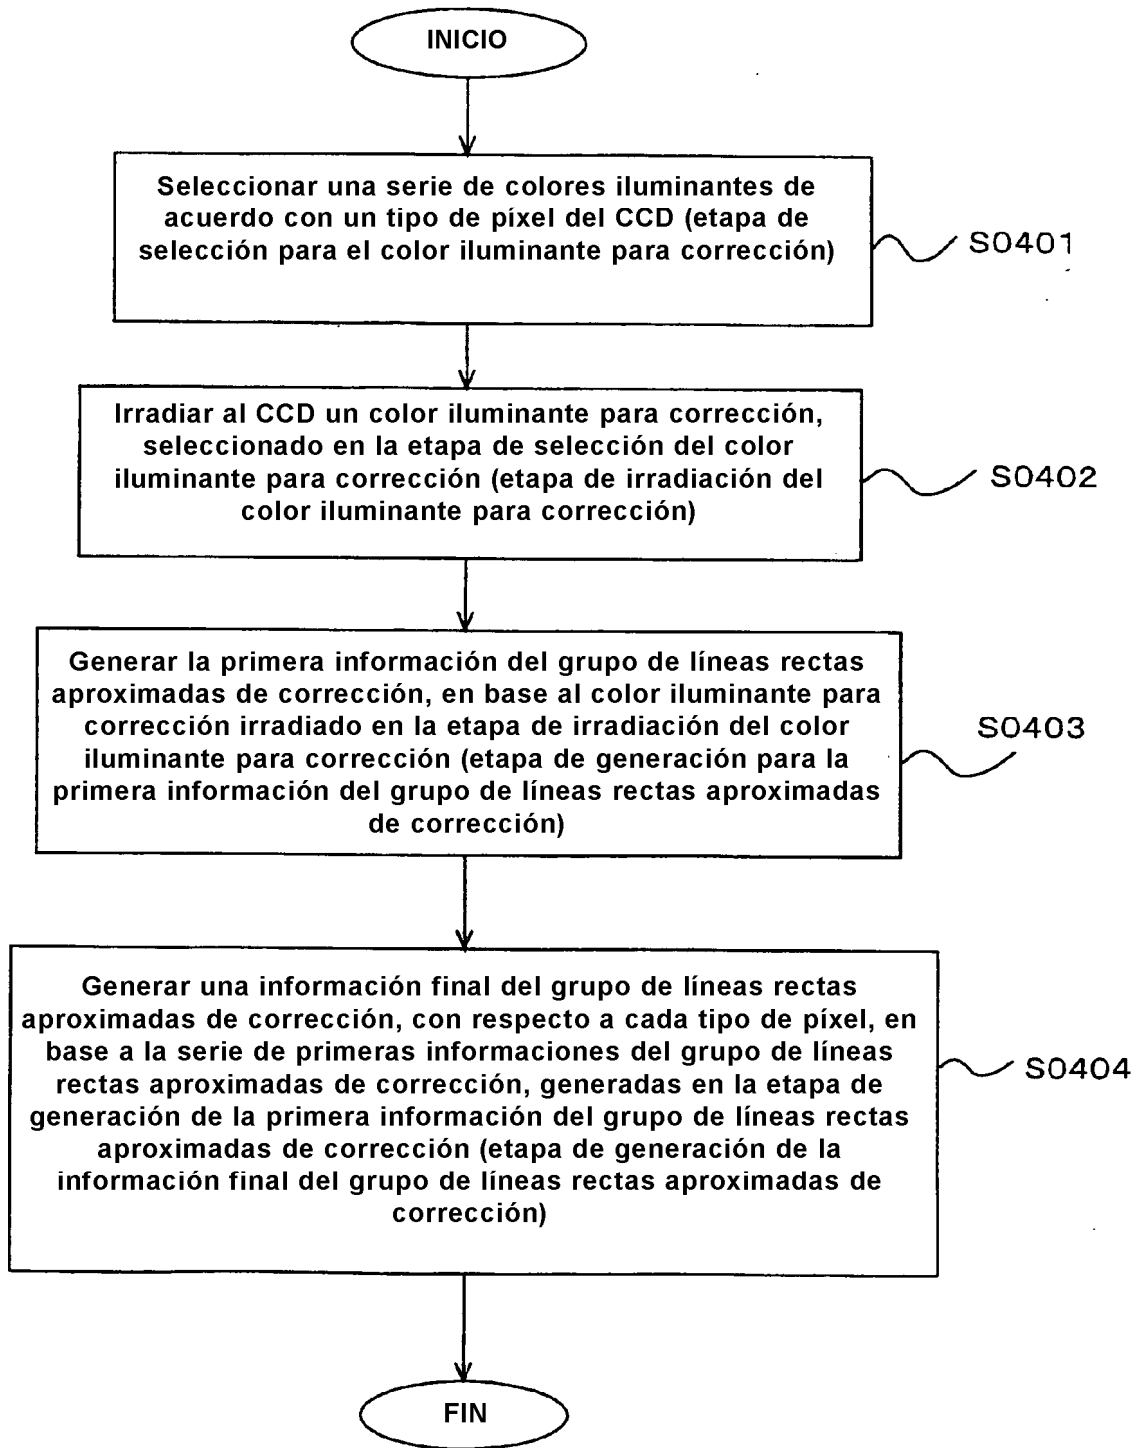 INICIO
Seleccionar una serie de colores iluminantes de
acuerdo con un tipo de píxel del CCD (etapa de
selección para el color iluminante para corrección)
S0401
Irradiar al CCD un color iluminante para corrección,
seleccionado en la etapa de selección del color
iluminante para corrección (etapa de irradiación del
color iluminante para corrección)
S0402
Generar la primera información del grupo de líneas rectas
aproximadas de corrección, en base al color iluminante para
corrección irradiado en la etapa de irradiación del color
iluminante para corrección (etapa de generación para la
primera información del grupo de líneas rectas aproximadas
de corrección)
S0403
Generar una información final del grupo de líneas rectas
aproximadas de corrección, con respecto a cada tipo de píxel, en
base a la serie de primeras informaciones del grupo de líneas
rectas aproximadas de corrección, generadas en la etapa de
generación de la primera información del grupo de líneas rectas
aproximadas de corrección (etapa de generación de la
información final del grupo de líneas rectas aproximadas de
corrección)
S0404
FIN